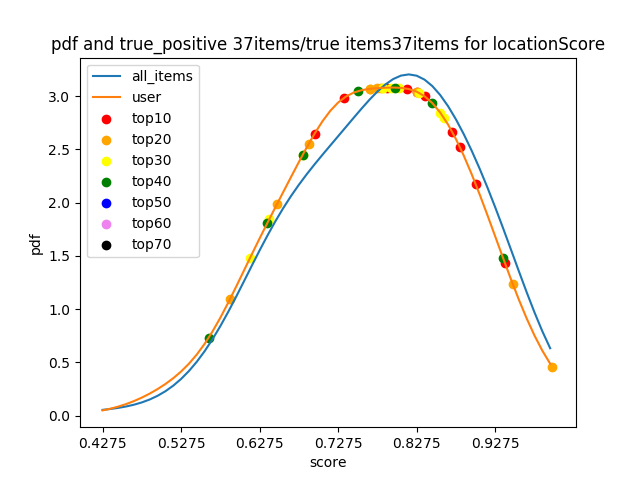 pdf and true_positive 37items/true items37items for locationScore
all_items
user
top10
top20
top30
top40
top50
top60
top70
pdf
3.0
2.5
2.0
1.5
1.0
0.5
0.0
0.4275 0.5275 0.6275 0.7275 0.8275 0.9275
score